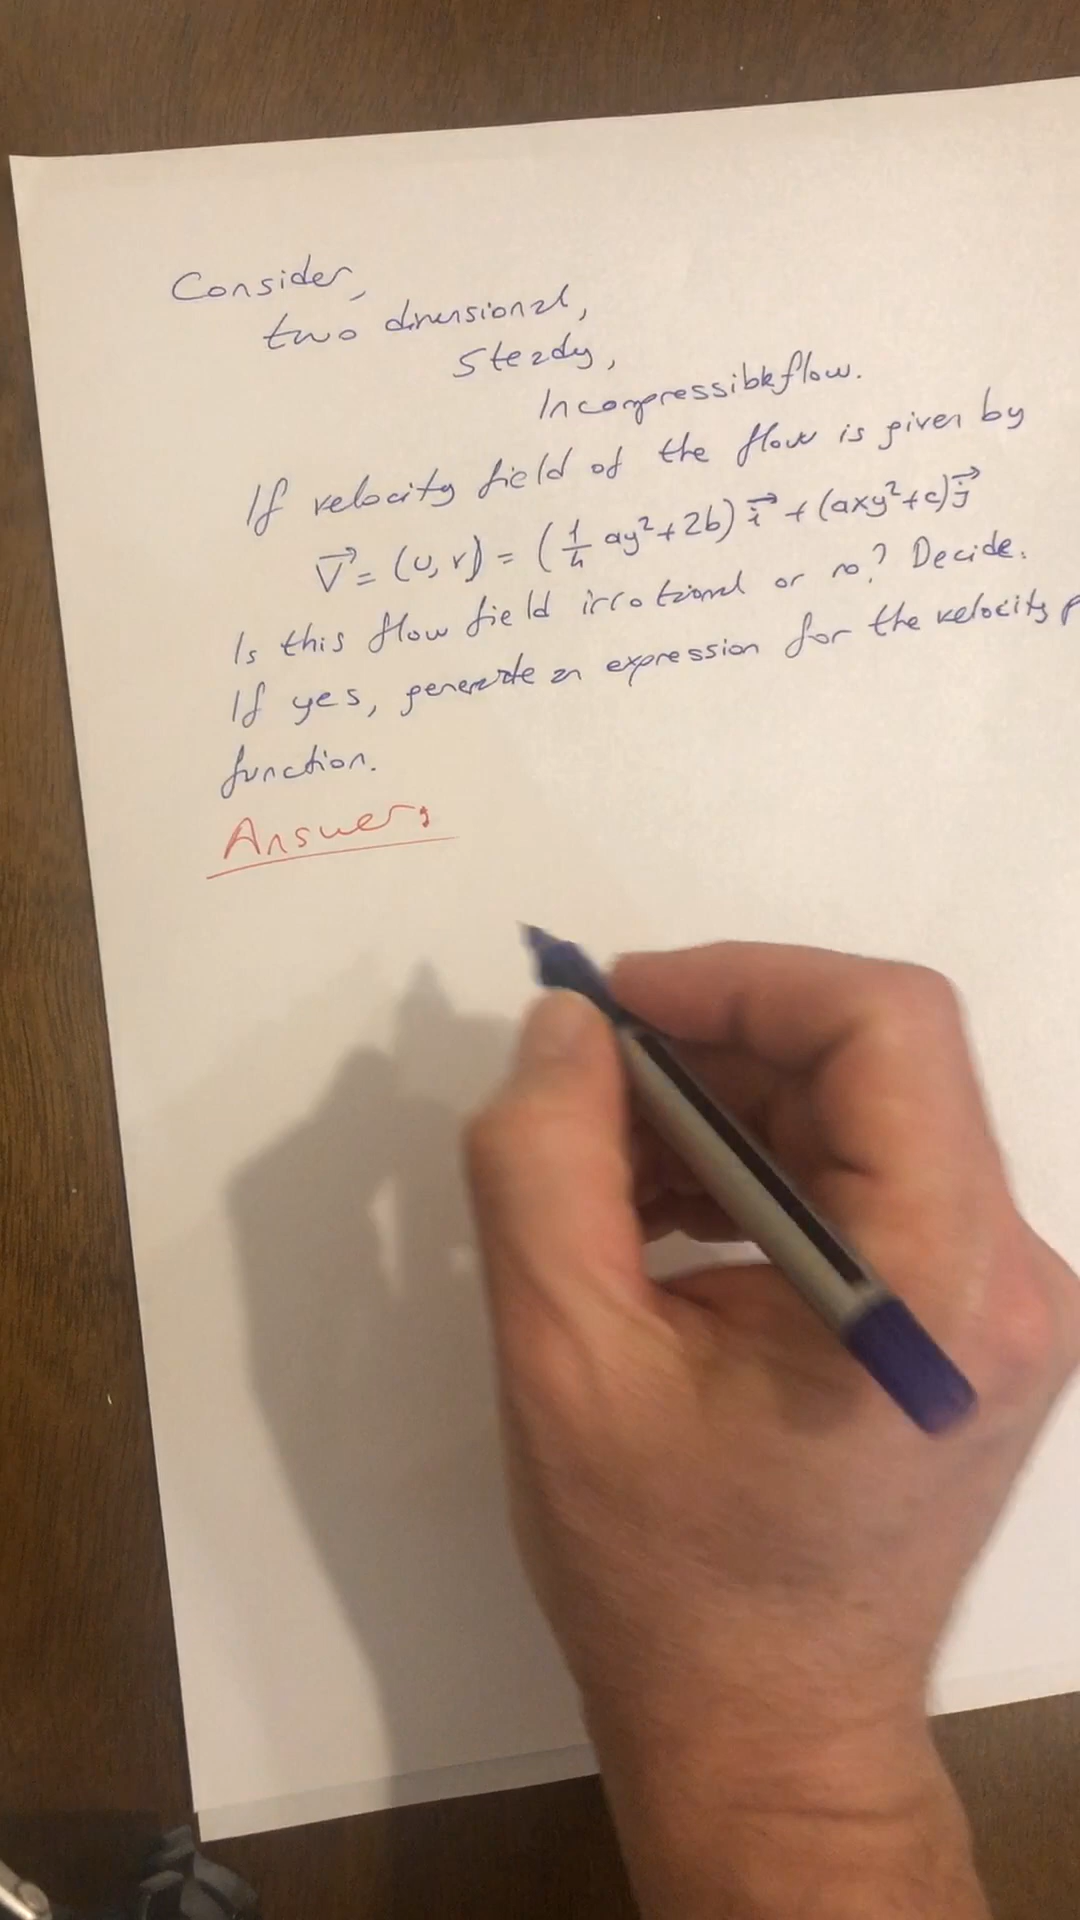 Consider,
two dimensional,
Steady,
Incompressible flow.
If velocity field of the flow is given by
V⃗ = (u, v) = (1/4 ay² + 2b) i⃗ + (axy² + c) j⃗
Is this flow field irrotional or no? Decide.
If yes, generate an expression for the velocity p
function.
Answer;